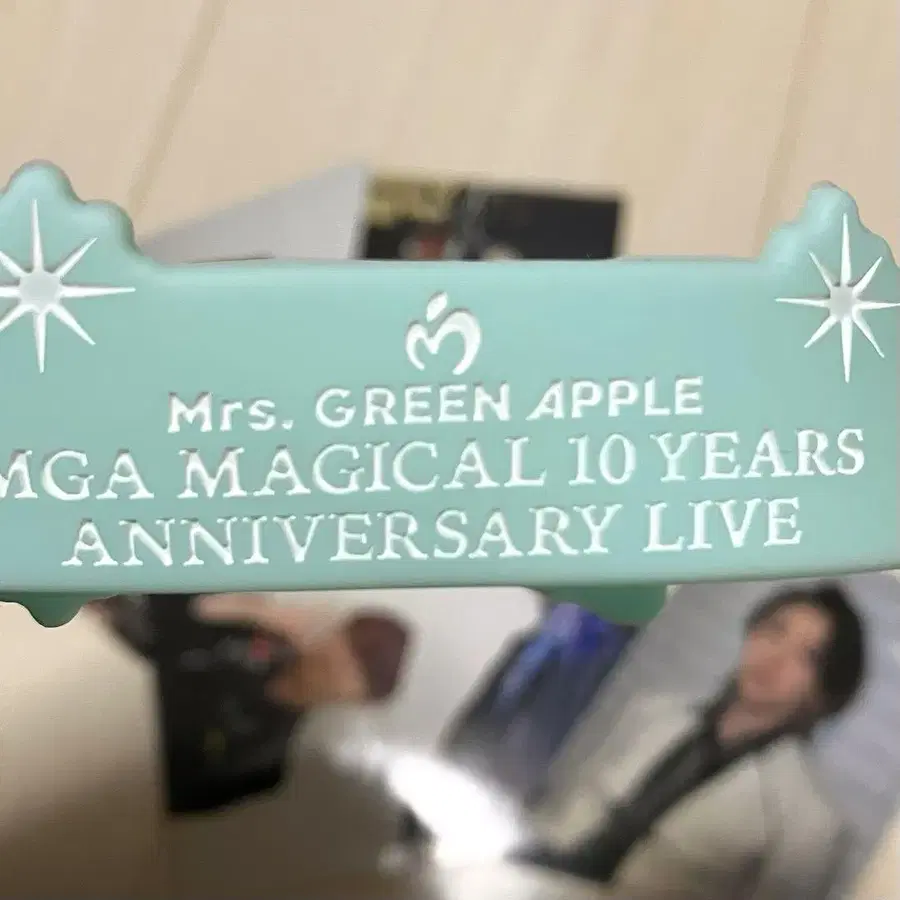 Mrs. GREEN APPLE
MGA MAGICAL 10 YEARS
ANNIVERSARY LIVE